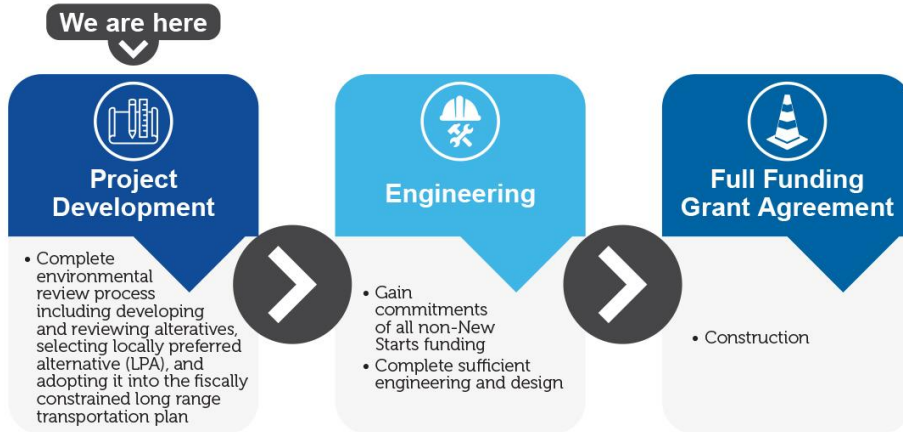 We are here
Project
Development
• Complete
environmental
review process
including developing
and reviewing alteratives,
selecting locally preferred
alternative (LPA), and
adopting it into the fiscally
constrained long range
transportation plan
Engineering
• Gain
commitments
of all non-New
Starts funding
• Complete sufficient
engineering and design
Full Funding
Grant Agreement
• Construction